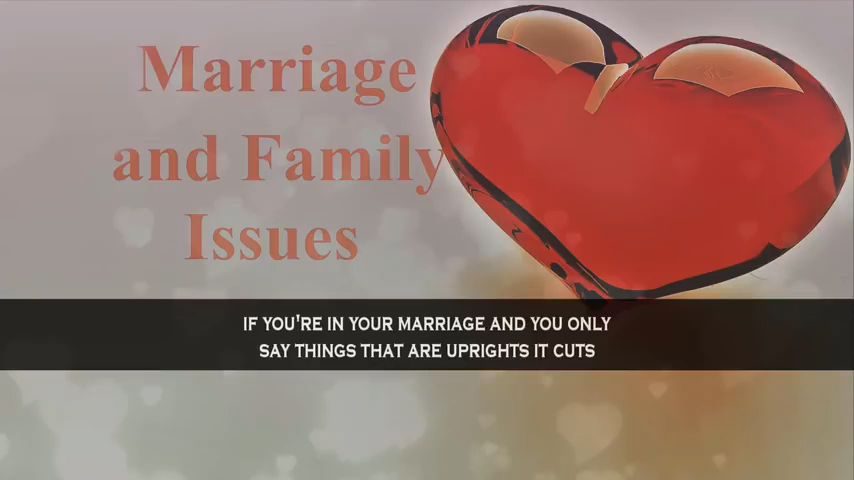 Marriage
and Family
Issues
IF YOU'RE IN YOUR MARRIAGE AND YOU ONLY
SAY THINGS THAT ARE UPRIGHTS IT CUTS